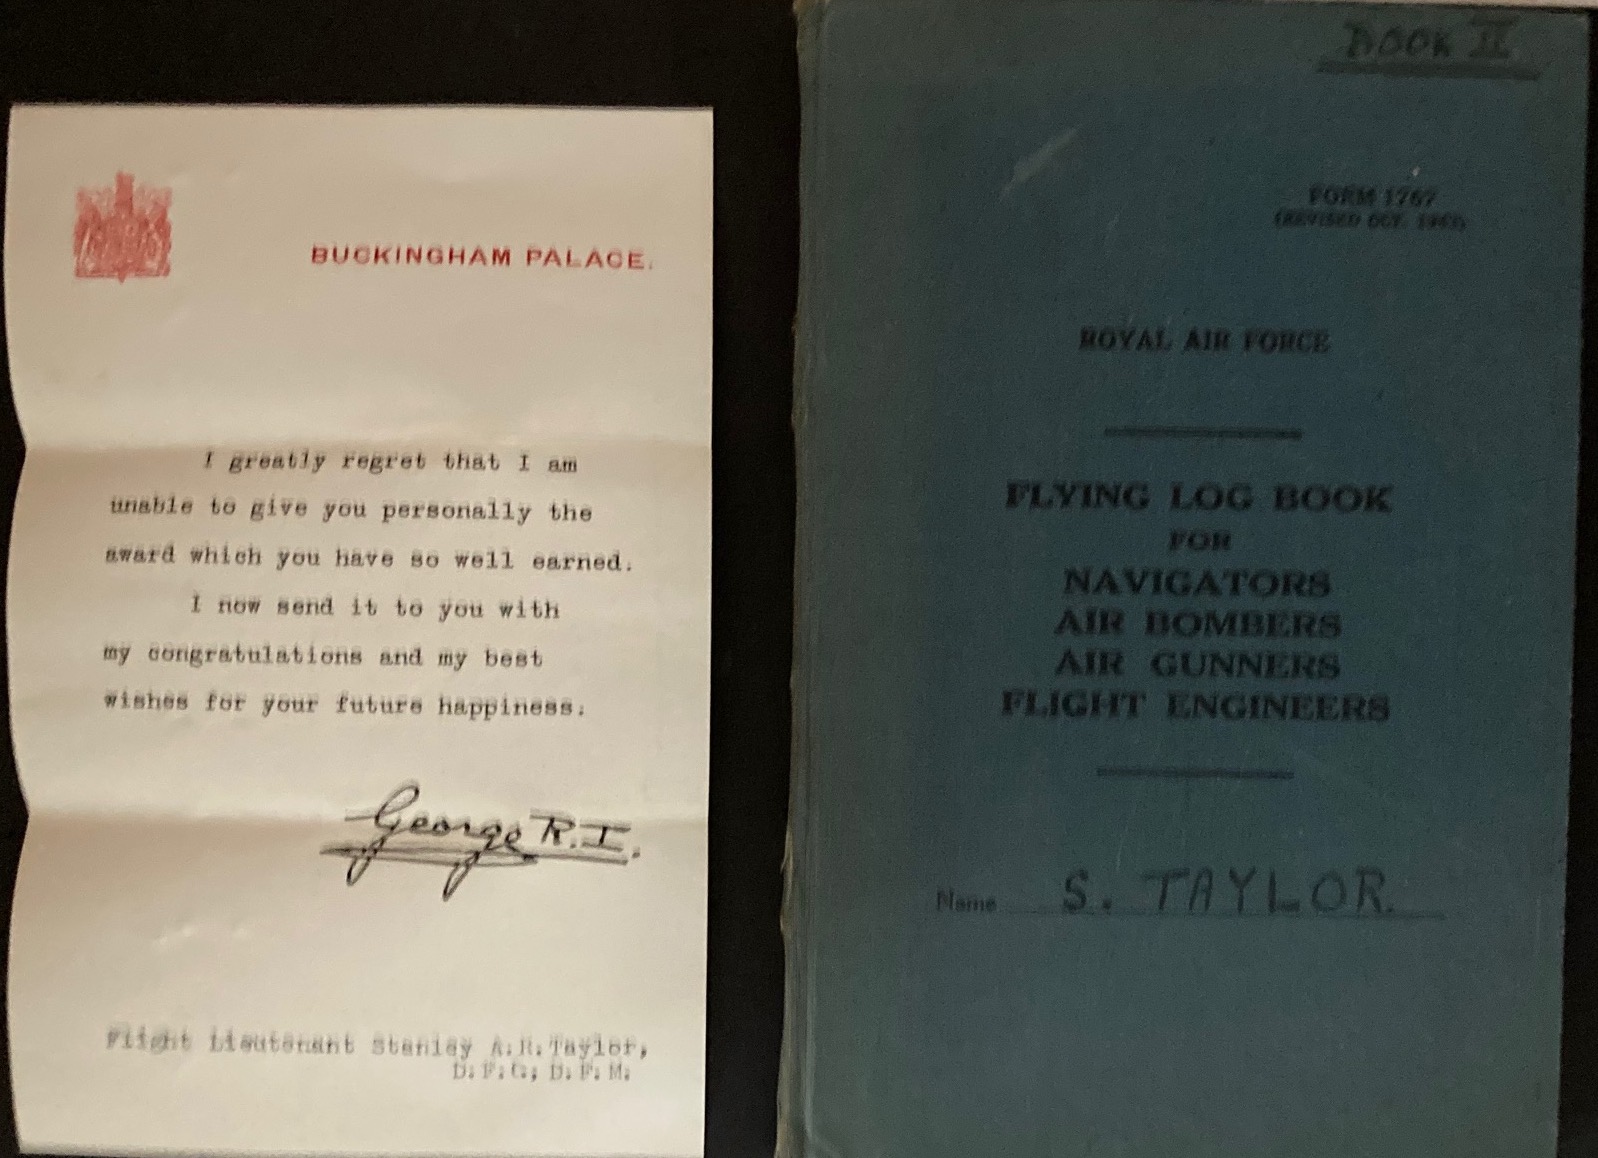 BUCKINGHAM PALACE.
I greatly regret that I am
unable to give you personally the
award which you have so well earned.
I now send it to you with
my congratulations and my best
wishes for your future happiness.
George R.I.
Flight Lieutenant Stanley A.R.Taylor,
D.F.C., D.F.M.
BOOK II
FORM 1767
(REVISED OCT.
ROYAL AIR FORCE
FLYING LOG BOOK
FOR
NAVIGATORS
AIR BOMBERS
AIR GUNNERS
FLIGHT ENGINEERS
Name S. TAYLOR.